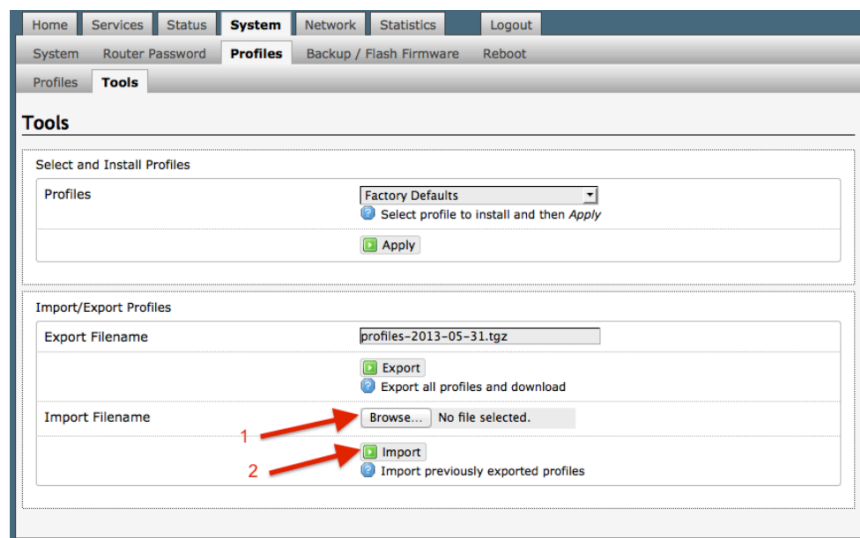 Home Services Status System Network Statistics Logout
System Router Password Profiles Backup / Flash Firmware Reboot
Profiles Tools
Tools
Select and Install Profiles
Profiles Factory Defaults
Select profile to install and then Apply
Apply
Import/Export Profiles
Export Filename profiles-2013-05-31.tgz
Export
Export all profiles and download
Import Filename Browse... No file selected.
1
Import
2 Import previously exported profiles